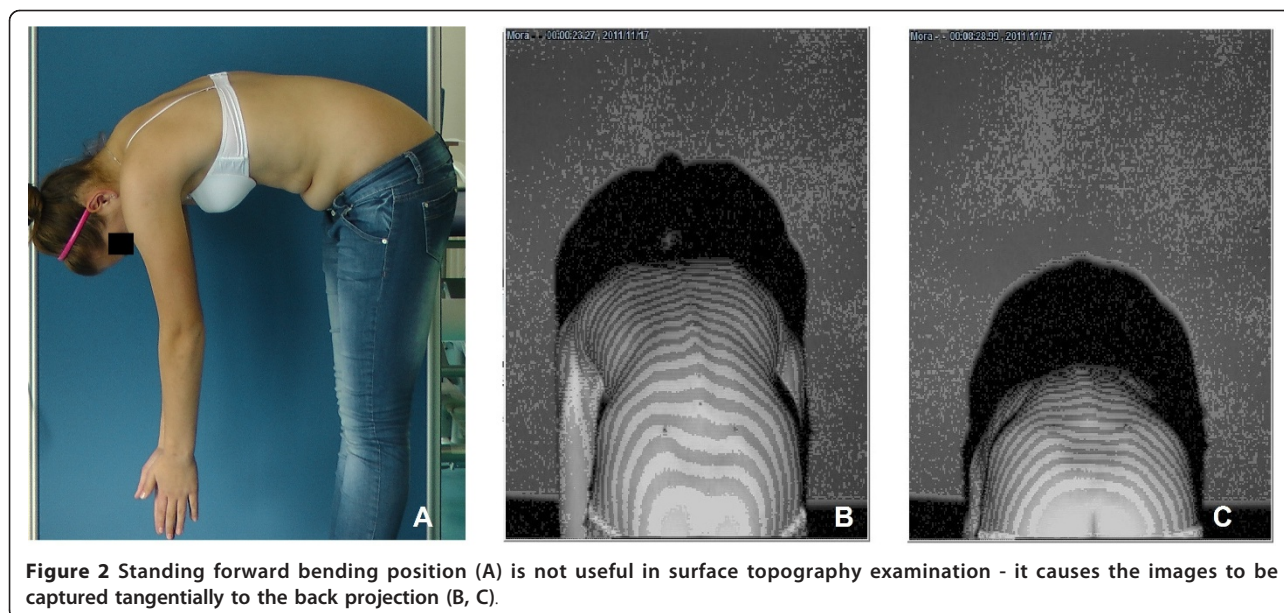 Mora - - 00:00:23.27 , 2011/11/17
Mora - - 00:08:28.99 , 2011/11/17
A
B
C
Figure 2 Standing forward bending position (A) is not useful in surface topography examination - it causes the images to be
captured tangentially to the back projection (B, C).